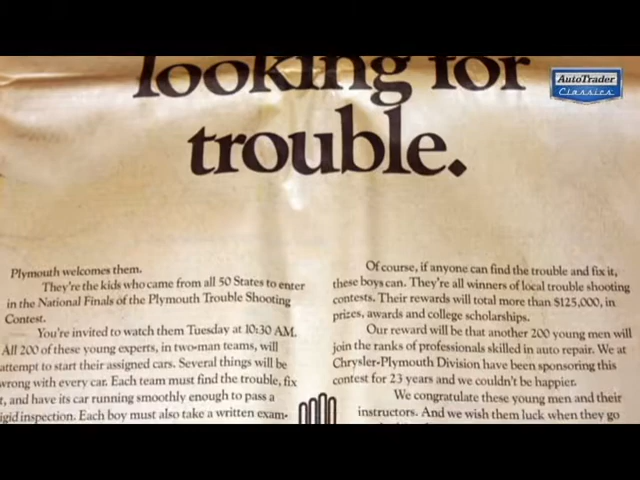 looking for
trouble.
AutoTrader
Classics
Plymouth welcomes them.
They're the kids who came from all 50 States to enter
in the National Finals of the Plymouth Trouble Shooting
Contest.
You're invited to watch them Tuesday at 10:30 AM.
All 200 of these young experts, in two-man teams, will
attempt to start their assigned cars. Several things will be
wrong with every car. Each team must find the trouble, fix
, and have its car running smoothly enough to pass a
igid inspection. Each boy must also take a written exam-
Of course, if anyone can find the trouble and fix it,
these boys can. They're all winners of local trouble shooting
contests. Their rewards will total more than $125,000, in
prizes, awards and college scholarships.
Our reward will be that another 200 young men will
join the ranks of professionals skilled in auto repair. We at
Chrysler-Plymouth Division have been sponsoring this
contest for 23 years and we couldn't be happier.
We congratulate these young men and their
instructors. And we wish them luck when they go